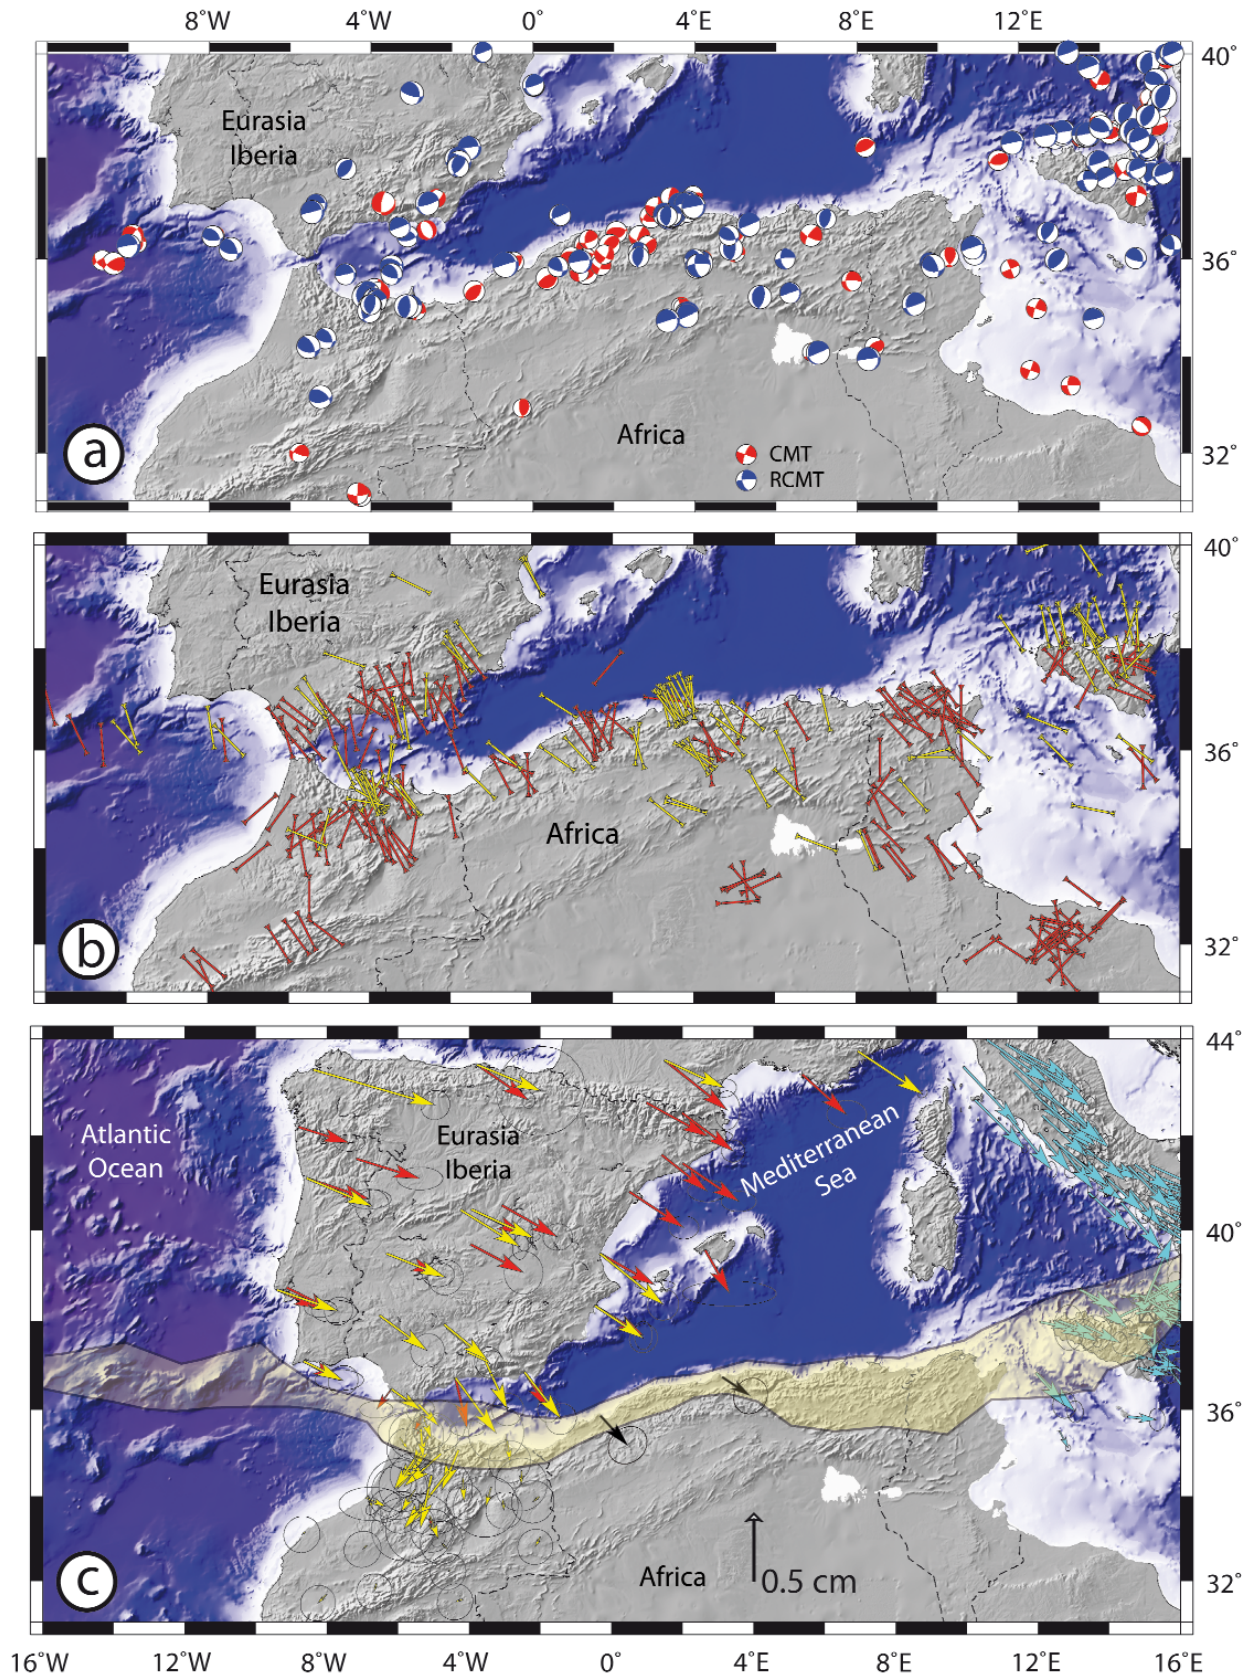 8°W 4°W 0° 4°E 8°E 12°E
40°
Eurasia
Iberia
36°
Africa
CMT
RCMT
32°
a
40°
Eurasia
Iberia
36°
Africa
32°
b
44°
Atlantic
Ocean
Eurasia
Iberia
Mediterranean
Sea
40°
36°
Africa
0.5 cm
32°
c
16°W 12°W 8°W 4°W 0° 4°E 8°E 12°E 16°E